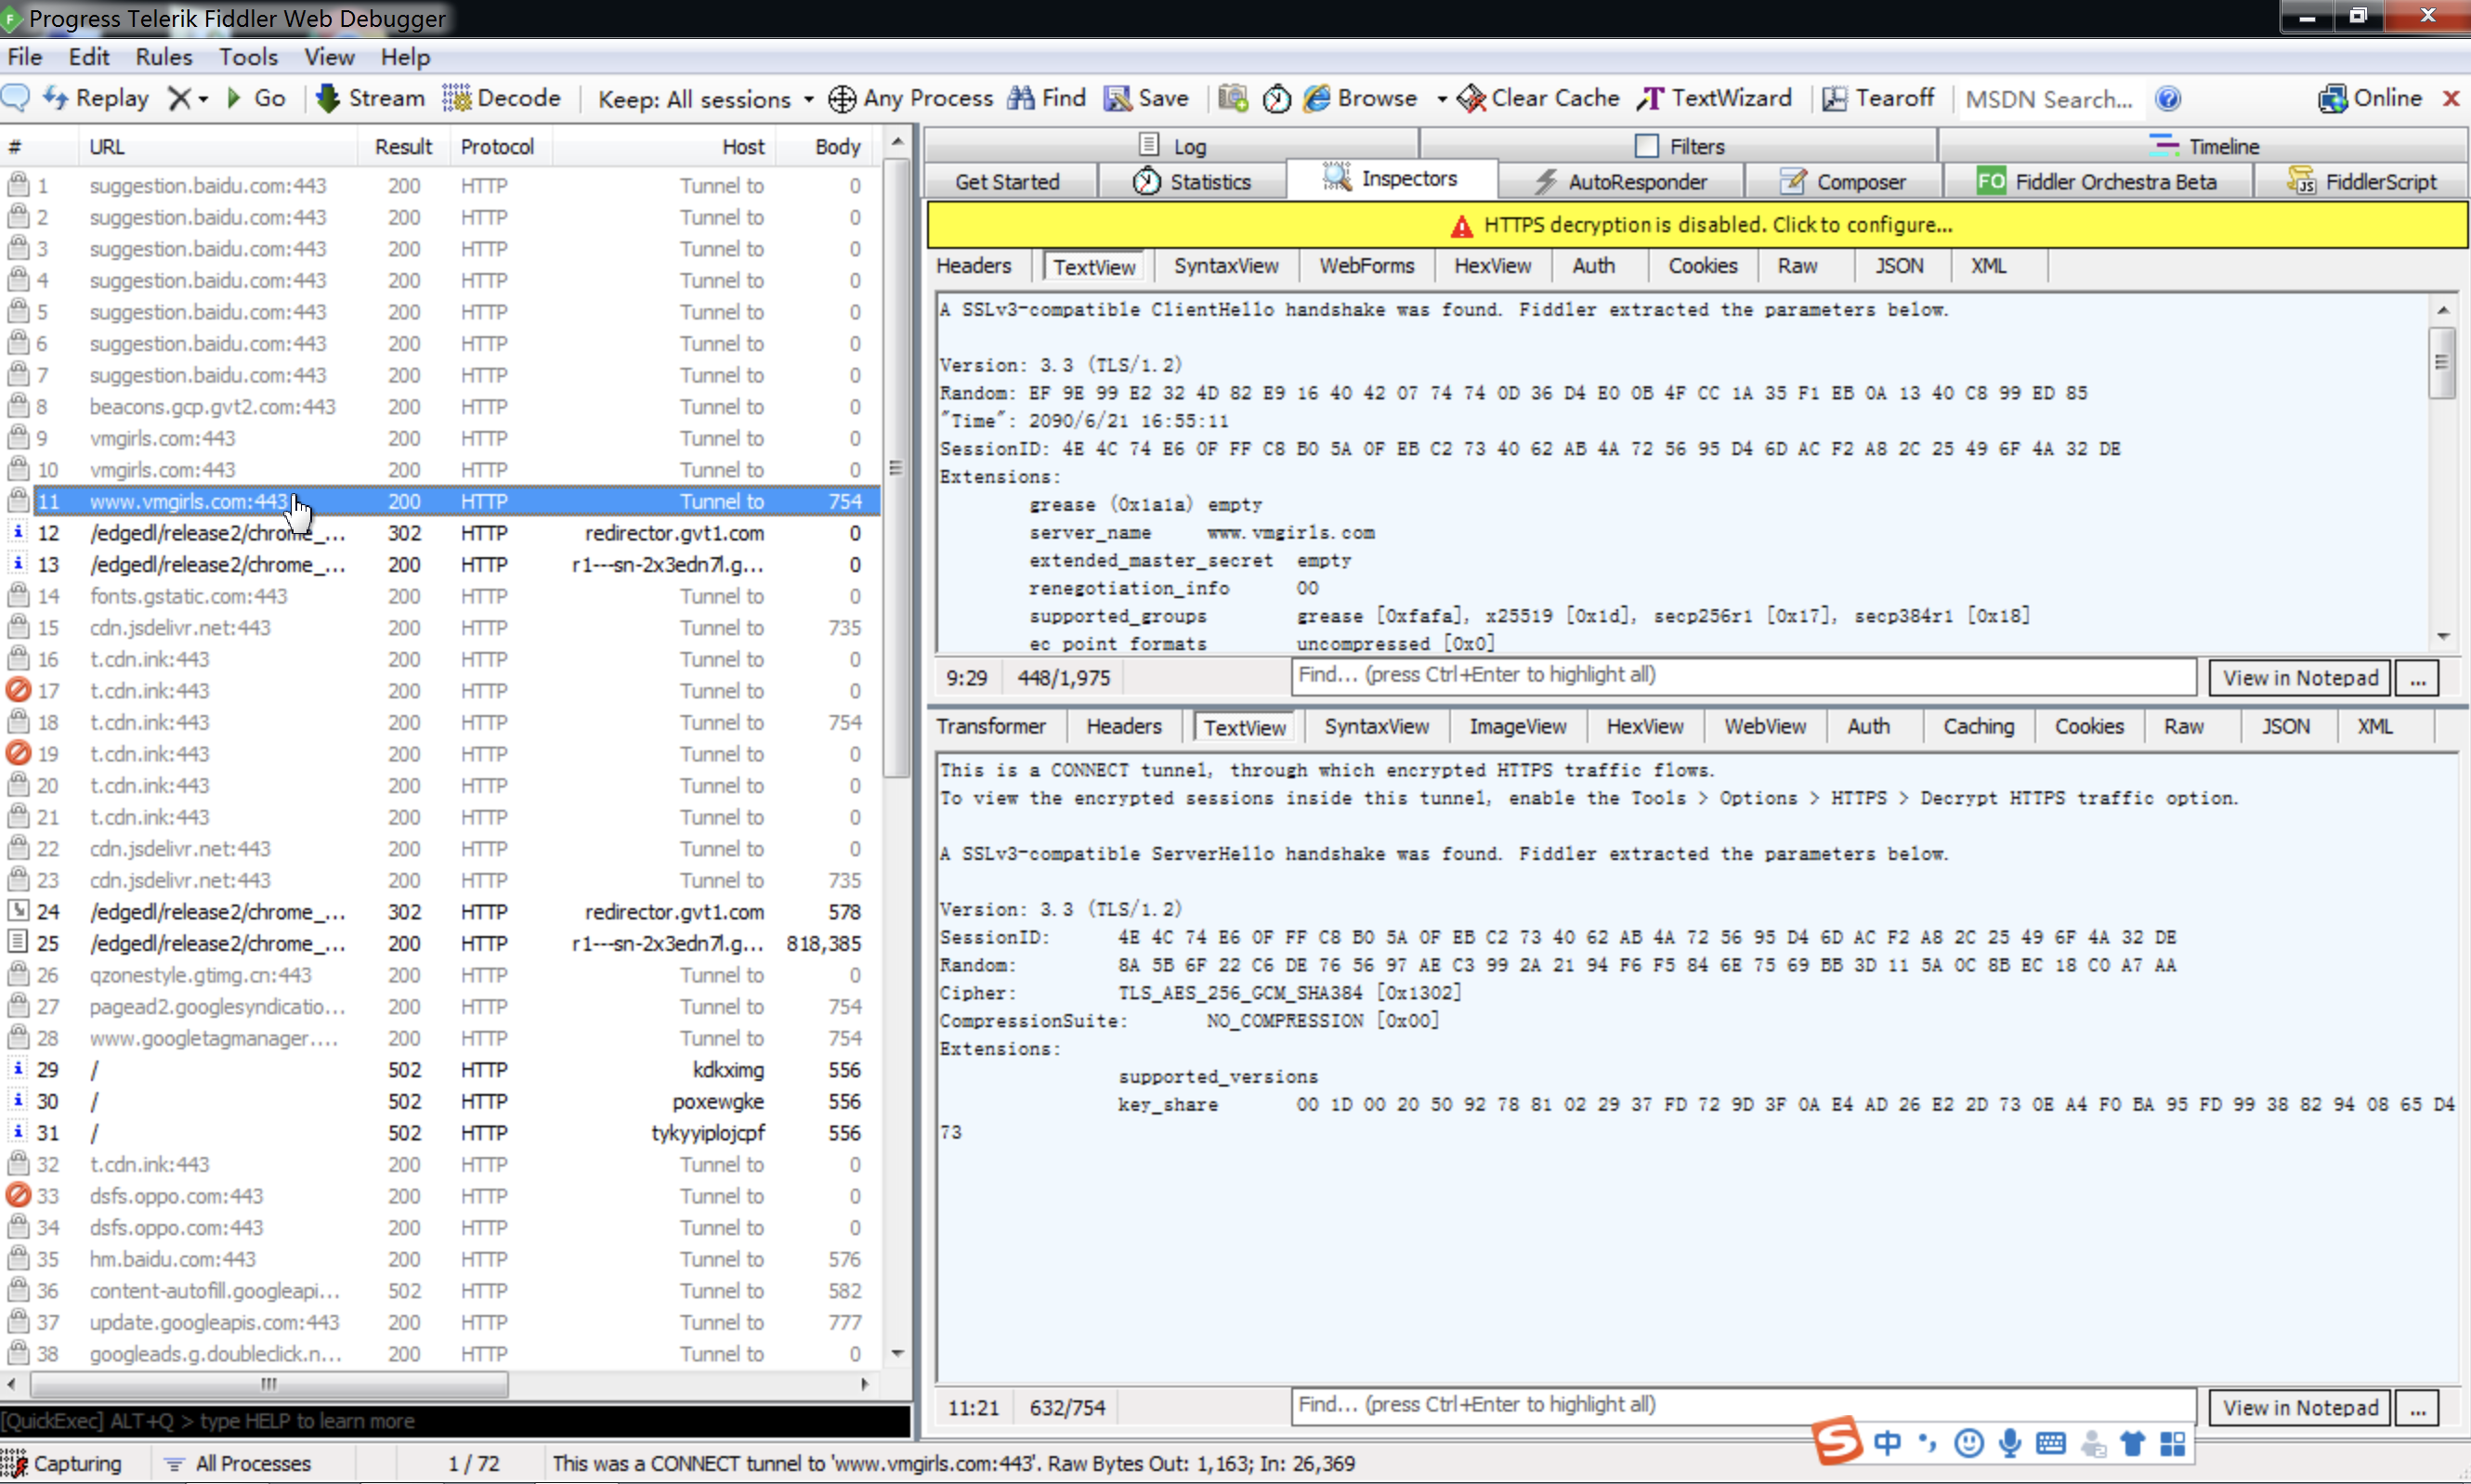 Progress Telerik Fiddler Web Debugger
File Edit Rules Tools View Help
Replay Go Stream Decode Keep: All sessions Any Process Find Save Browse Clear Cache TextWizard Tearoff MSDN Search... Online
# URL Result Protocol Host Body
1 suggestion.baidu.com:443 200 HTTP Tunnel to 0
2 suggestion.baidu.com:443 200 HTTP Tunnel to 0
3 suggestion.baidu.com:443 200 HTTP Tunnel to 0
4 suggestion.baidu.com:443 200 HTTP Tunnel to 0
5 suggestion.baidu.com:443 200 HTTP Tunnel to 0
6 suggestion.baidu.com:443 200 HTTP Tunnel to 0
7 suggestion.baidu.com:443 200 HTTP Tunnel to 0
8 beacons.gcp.gvt2.com:443 200 HTTP Tunnel to 0
9 vmgirls.com:443 200 HTTP Tunnel to 0
10 vmgirls.com:443 200 HTTP Tunnel to 0
11 www.vmgirls.com:443 200 HTTP Tunnel to 754
12 /edgedl/release2/chrome_... 302 HTTP redirector.gvt1.com 0
13 /edgedl/release2/chrome_... 200 HTTP r1---sn-2x3edn7l.g... 0
14 fonts.gstatic.com:443 200 HTTP Tunnel to 0
15 cdn.jsdelivr.net:443 200 HTTP Tunnel to 735
16 t.cdn.ink:443 200 HTTP Tunnel to 0
17 t.cdn.ink:443 200 HTTP Tunnel to 0
18 t.cdn.ink:443 200 HTTP Tunnel to 754
19 t.cdn.ink:443 200 HTTP Tunnel to 0
20 t.cdn.ink:443 200 HTTP Tunnel to 0
21 t.cdn.ink:443 200 HTTP Tunnel to 0
22 cdn.jsdelivr.net:443 200 HTTP Tunnel to 0
23 cdn.jsdelivr.net:443 200 HTTP Tunnel to 735
24 /edgedl/release2/chrome_... 302 HTTP redirector.gvt1.com 578
25 /edgedl/release2/chrome_... 200 HTTP r1---sn-2x3edn7l.g... 818,385
26 qzonestyle.gtimg.cn:443 200 HTTP Tunnel to 0
27 pagead2.googlesyndicatio... 200 HTTP Tunnel to 754
28 www.googletagmanager.... 200 HTTP Tunnel to 754
29 / 502 HTTP kdkximg 556
30 / 502 HTTP poxewgke 556
31 / 502 HTTP tykyyiplojcpf 556
32 t.cdn.ink:443 200 HTTP Tunnel to 0
33 dsfs.oppo.com:443 200 HTTP Tunnel to 0
34 dsfs.oppo.com:443 200 HTTP Tunnel to 0
35 hm.baidu.com:443 200 HTTP Tunnel to 576
36 content-autofill.googleapi... 502 HTTP Tunnel to 582
37 update.googleapis.com:443 200 HTTP Tunnel to 777
38 googleads.g.doubleclick.n... 200 HTTP Tunnel to 0
[QuickExec] ALT+Q > type HELP to learn more
Log Filters Timeline
Get Started Statistics Inspectors AutoResponder Composer FO Fiddler Orchestra Beta FiddlerScript
HTTPS decryption is disabled. Click to configure...
Headers TextView SyntaxView WebForms HexView Auth Cookies Raw JSON XML
A SSLv3-compatible ClientHello handshake was found. Fiddler extracted the parameters below.
Version: 3.3 (TLS/1.2)
Random: EF 9E 99 E2 32 4D 82 E9 16 40 42 07 74 74 0D 36 D4 E0 0B 4F CC 1A 35 F1 EB 0A 13 40 C8 99 ED 85
"Time": 2090/6/21 16:55:11
SessionID: 4E 4C 74 E6 0F FF C8 B0 5A 0F EB C2 73 40 62 AB 4A 72 56 95 D4 6D AC F2 A8 2C 25 49 6F 4A 32 DE
Extensions:
grease (0x1a1a) empty
server_name www.vmgirls.com
extended_master_secret empty
renegotiation_info 00
supported_groups grease [0xfafa], x25519 [0x1d], secp256r1 [0x17], secp384r1 [0x18]
ec_point_formats uncompressed [0x0]
9:29 448/1,975 Find... (press Ctrl+Enter to highlight all) View in Notepad ...
Transformer Headers TextView SyntaxView ImageView HexView WebView Auth Caching Cookies Raw JSON XML
This is a CONNECT tunnel, through which encrypted HTTPS traffic flows.
To view the encrypted sessions inside this tunnel, enable the Tools > Options > HTTPS > Decrypt HTTPS traffic option.
A SSLv3-compatible ServerHello handshake was found. Fiddler extracted the parameters below.
Version: 3.3 (TLS/1.2)
SessionID: 4E 4C 74 E6 0F FF C8 B0 5A 0F EB C2 73 40 62 AB 4A 72 56 95 D4 6D AC F2 A8 2C 25 49 6F 4A 32 DE
Random: 8A 5B 6F 22 C6 DE 76 56 97 AE C3 99 2A 21 94 F6 F5 84 6E 75 69 BB 3D 11 5A 0C 8B EC 18 C0 A7 AA
Cipher: TLS_AES_256_GCM_SHA384 [0x1302]
CompressionSuite: NO_COMPRESSION [0x00]
Extensions:
supported_versions
key_share 00 1D 00 20 50 92 78 81 02 29 37 FD 72 9D 3F 0A E4 AD 26 E2 2D 73 0E A4 F0 BA 95 FD 99 38 82 94 08 65 D4
73
11:21 632/754 Find... (press Ctrl+Enter to highlight all) View in Notepad ...
S 中
Capturing All Processes 1 / 72 This was a CONNECT tunnel to 'www.vmgirls.com:443'. Raw Bytes Out: 1,163; In: 26,369